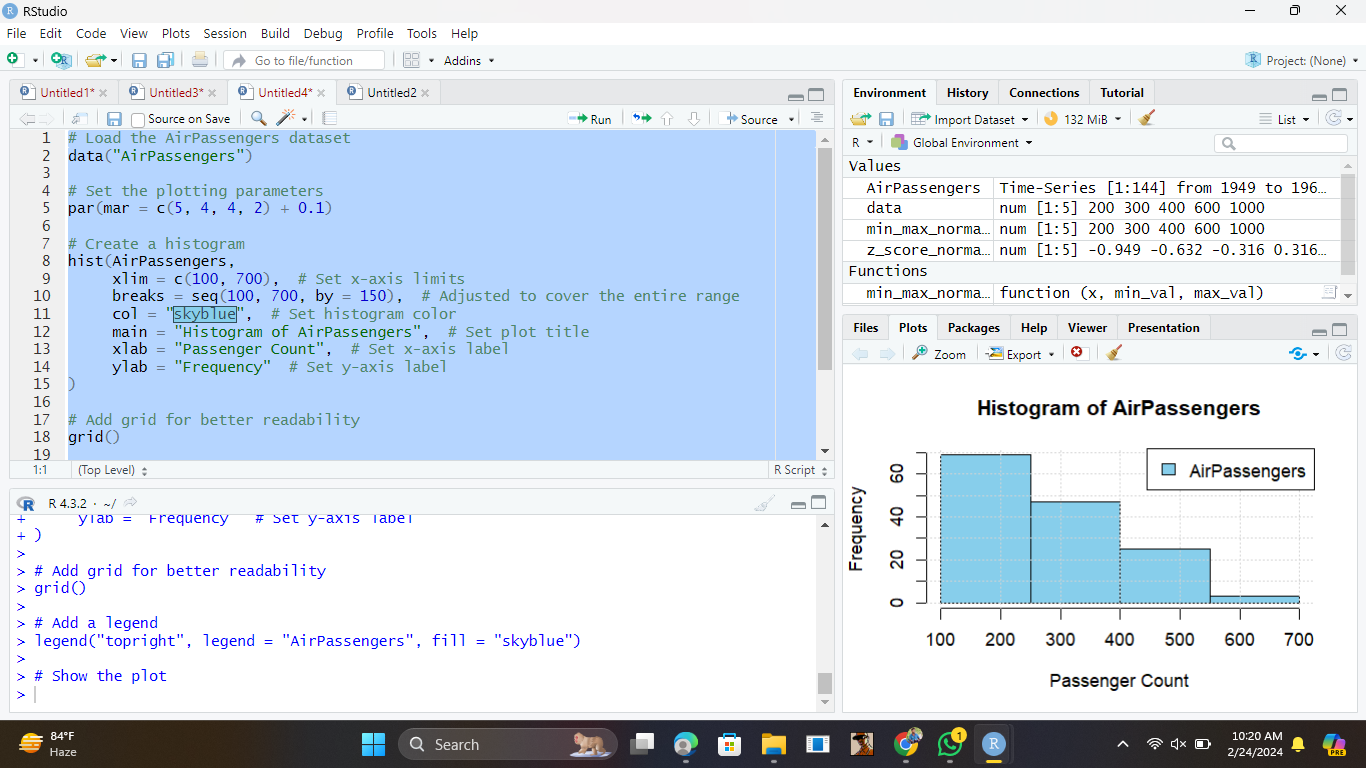 RStudio
File Edit Code View Plots Session Build Debug Profile Tools Help
Go to file/function Addins Project: (None)
Untitled1* Untitled3* Untitled4* Untitled2
Source on Save Run Source
1 # Load the AirPassengers dataset
2 data("AirPassengers")
3
4 # Set the plotting parameters
5 par(mar = c(5, 4, 4, 2) + 0.1)
6
7 # Create a histogram
8 hist(AirPassengers,
9 xlim = c(100, 700), # Set x-axis limits
10 breaks = seq(100, 700, by = 150), # Adjusted to cover the entire range
11 col = "skyblue", # Set histogram color
12 main = "Histogram of AirPassengers", # Set plot title
13 xlab = "Passenger Count", # Set x-axis label
14 ylab = "Frequency" # Set y-axis label
15 )
16
17 # Add grid for better readability
18 grid()
19
1:1 (Top Level) R Script
R 4.3.2 · ~/
+ ylab = "Frequency" # Set y-axis label
+ )
>
> # Add grid for better readability
> grid()
>
> # Add a legend
> legend("topright", legend = "AirPassengers", fill = "skyblue")
>
> # Show the plot
>
Environment History Connections Tutorial
Import Dataset 132 MiB List
R Global Environment
Values
AirPassengers Time-Series [1:144] from 1949 to 196…
data num [1:5] 200 300 400 600 1000
min_max_norma… num [1:5] 200 300 400 600 1000
z_score_norma… num [1:5] -0.949 -0.632 -0.316 0.316…
Functions
min_max_norma… function (x, min_val, max_val)
Files Plots Packages Help Viewer Presentation
Zoom Export
Histogram of AirPassengers
AirPassengers
Frequency
60
40
20
0
100 200 300 400 500 600 700
Passenger Count
84°F
Haze
Search
1
10:20 AM
2/24/2024
PRE